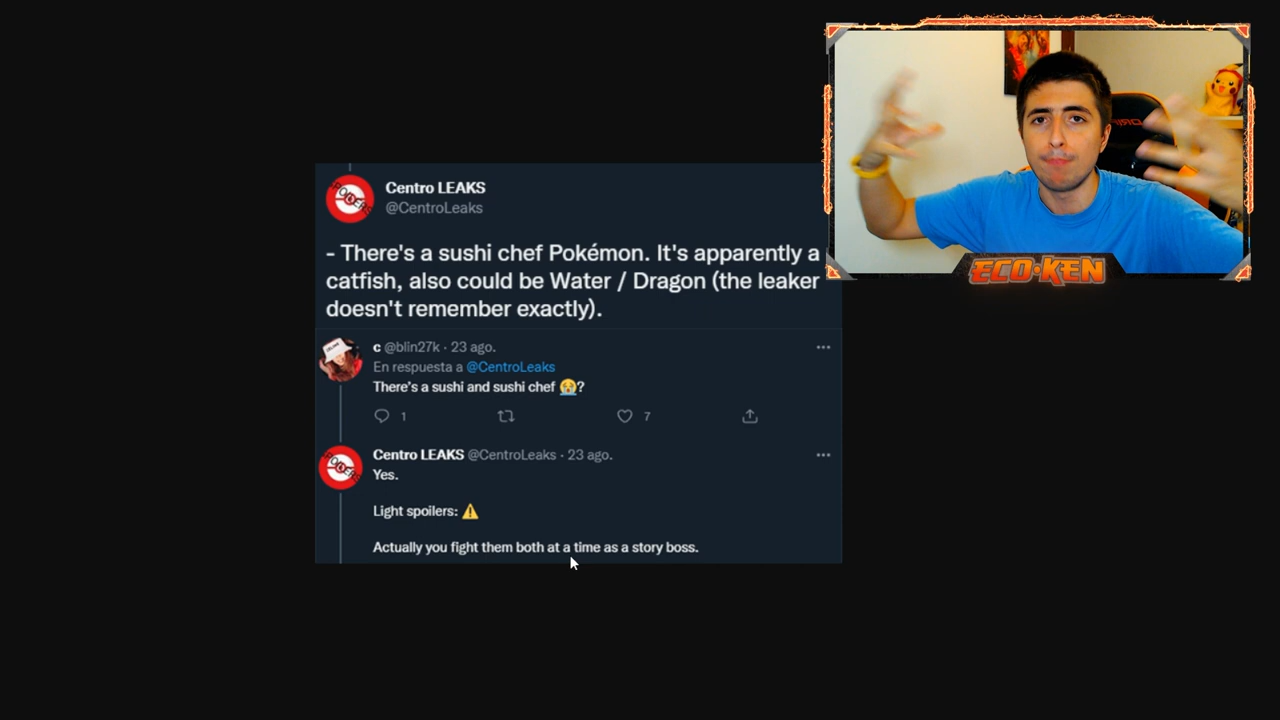 Centro LEAKS
@CentroLeaks
- There's a sushi chef Pokémon. It's apparently a
catfish, also could be Water / Dragon (the leaker
doesn't remember exactly).
c @blin27k · 23 ago.
En respuesta a @CentroLeaks
There's a sushi and sushi chef 😭?
1
7
Centro LEAKS @CentroLeaks · 23 ago.
Yes.
Light spoilers: ⚠️
Actually you fight them both at a time as a story boss.
ECO·KEN